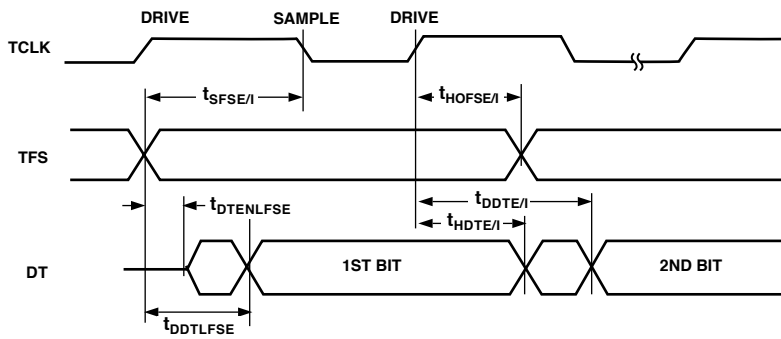 DRIVE SAMPLE DRIVE
TCLK
tSFSE/I tHOFSE/I
TFS
tDDTE/I
tDTENLFSE
tHDTE/I
DT 1ST BIT 2ND BIT
tDDTLFSE